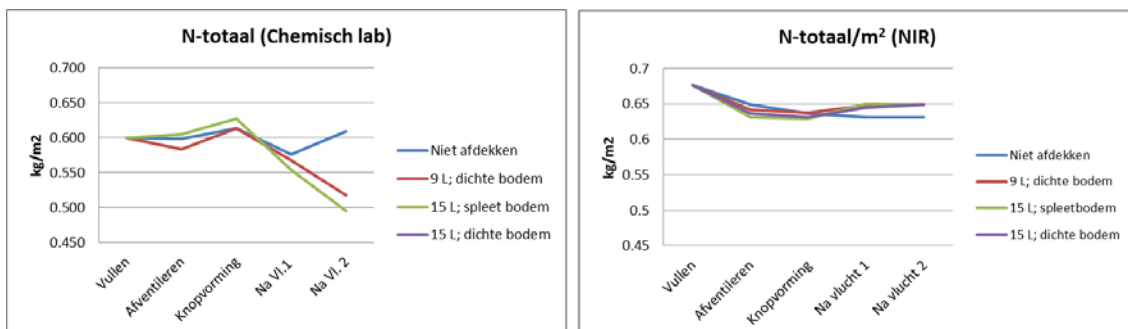 N-totaal (Chemisch lab)
kg/m2
0.700
0.650
0.600
0.550
0.500
0.450
Vullen
Afventileren
Knopvorming
Na Vl.1
Na Vl. 2
Niet afdekken
9 L; dichte bodem
15 L; spleet bodem
15 L; dichte bodem
N-totaal/m² (NIR)
kg/m2
0.7
0.65
0.6
0.55
0.5
0.45
Vullen
Afventileren
Knopvorming
Na vlucht 1
Na vlucht 2
Niet afdekken
9 L; dichte bodem
15 L; spleetbodem
15 L; dichte bodem